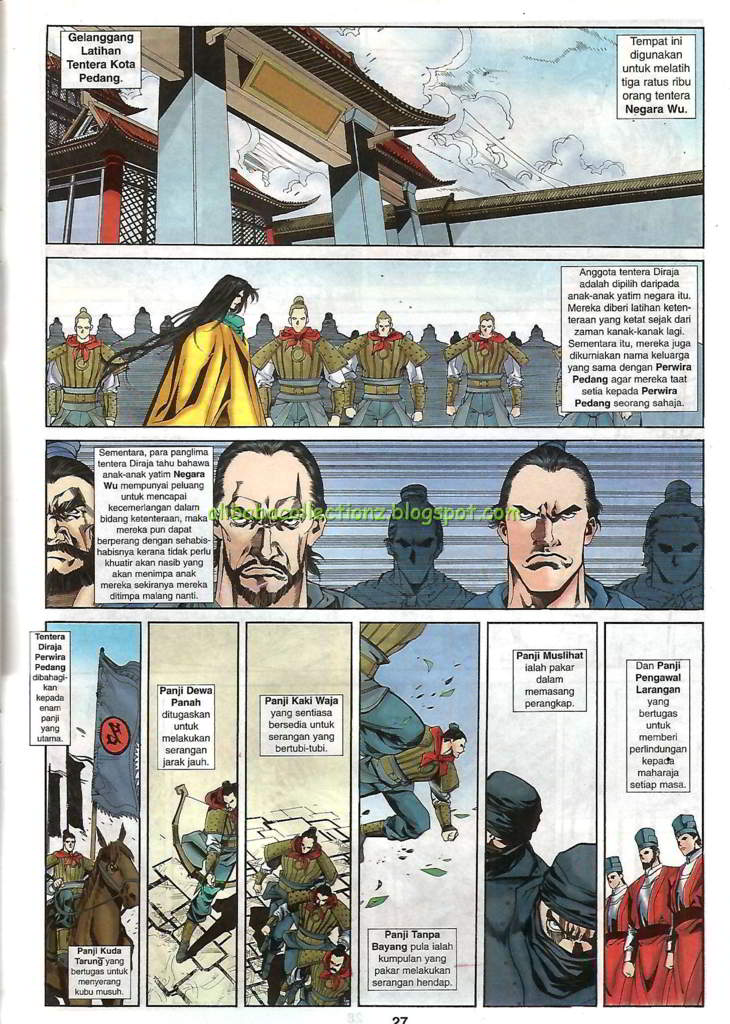 Gelanggang
Latihan
Tentera Kota
Pedang.
Tempat ini
digunakan
untuk melatih
tiga ratus ribu
orang tentera
Negara Wu.
Anggota tentera Diraja
adalah dipilih daripada
anak-anak yatim negara itu.
Mereka diberi latihan keten-
teraan yang ketat sejak dari
zaman kanak-kanak lagi.
Sementara itu, mereka juga
dikurniakan nama keluarga
yang sama dengan Perwira
Pedang agar mereka taat
setia kepada Perwira
Pedang seorang sahaja.
Sementara, para panglima
tentera Diraja tahu bahawa
anak-anak yatim Negara
Wu mempunyai peluang
untuk mencapai
kecemerlangan dalam
bidang ketenteraan, maka
mereka pun dapat
berperang dengan sehabis-
habisnya kerana tidak perlu
khuatir akan nasib yang
akan menimpa anak
mereka sekiranya mereka
ditimpa malang nanti.
alibabacollectionz.blogspot.com
Tentera
Diraja
Perwira
Pedang
dibahagi-
kan
kepada
enam
panji
yang
utama.
Panji Kuda
Tarung yang
bertugas untuk
menyerang
kubu musuh.
Panji Dewa
Panah
ditugaskan
untuk
melakukan
serangan
jarak jauh.
Panji Kaki Waja
yang sentiasa
bersedia untuk
serangan yang
bertubi-tubi.
Panji Tanpa
Bayang pula ialah
kumpulan yang
pakar melakukan
serangan hendap.
Panji Muslihat
ialah pakar
dalam
memasang
perangkap.
Dan Panji
Pengawal
Larangan
yang
bertugas
untuk
memberi
perlindungan
kepada
maharaja
setiap masa.
27